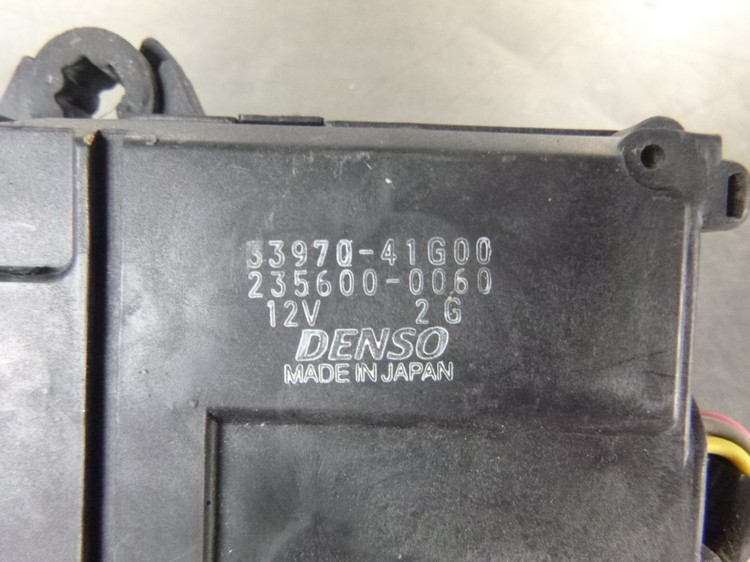 33970-41G00
235600-0060
12V 2G
DENSO
MADE IN JAPAN